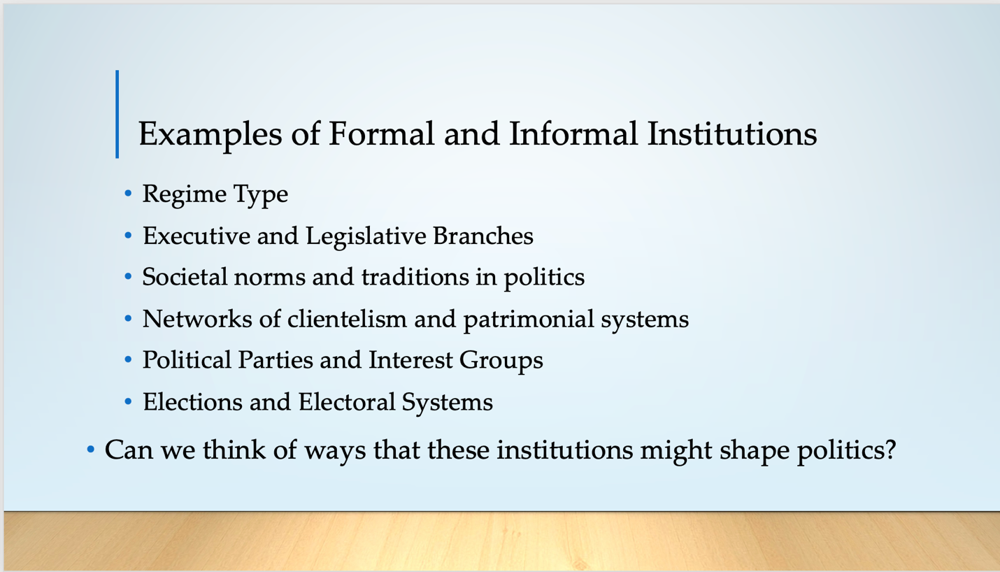 Examples of Formal and Informal Institutions
• Regime Type
• Executive and Legislative Branches
• Societal norms and traditions in politics
• Networks of clientelism and patrimonial systems
• Political Parties and Interest Groups
• Elections and Electoral Systems
• Can we think of ways that these institutions might shape politics?